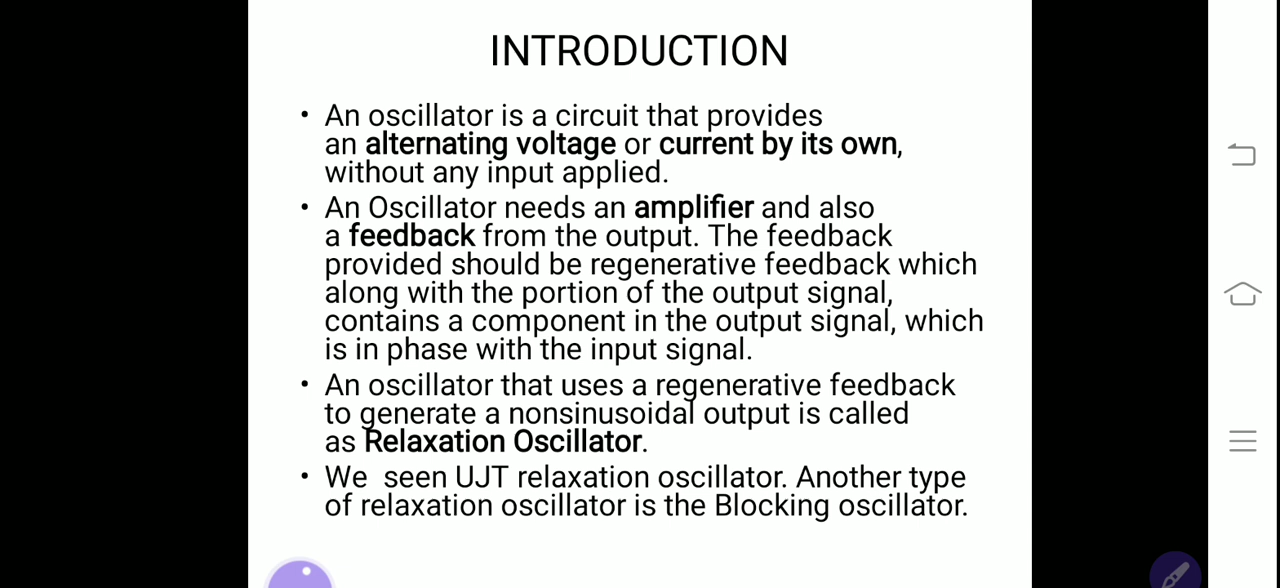 INTRODUCTION
• An oscillator is a circuit that provides
an alternating voltage or current by its own,
without any input applied.
• An Oscillator needs an amplifier and also
a feedback from the output. The feedback
provided should be regenerative feedback which
along with the portion of the output signal,
contains a component in the output signal, which
is in phase with the input signal.
• An oscillator that uses a regenerative feedback
to generate a nonsinusoidal output is called
as Relaxation Oscillator.
• We  seen UJT relaxation oscillator. Another type
of relaxation oscillator is the Blocking oscillator.